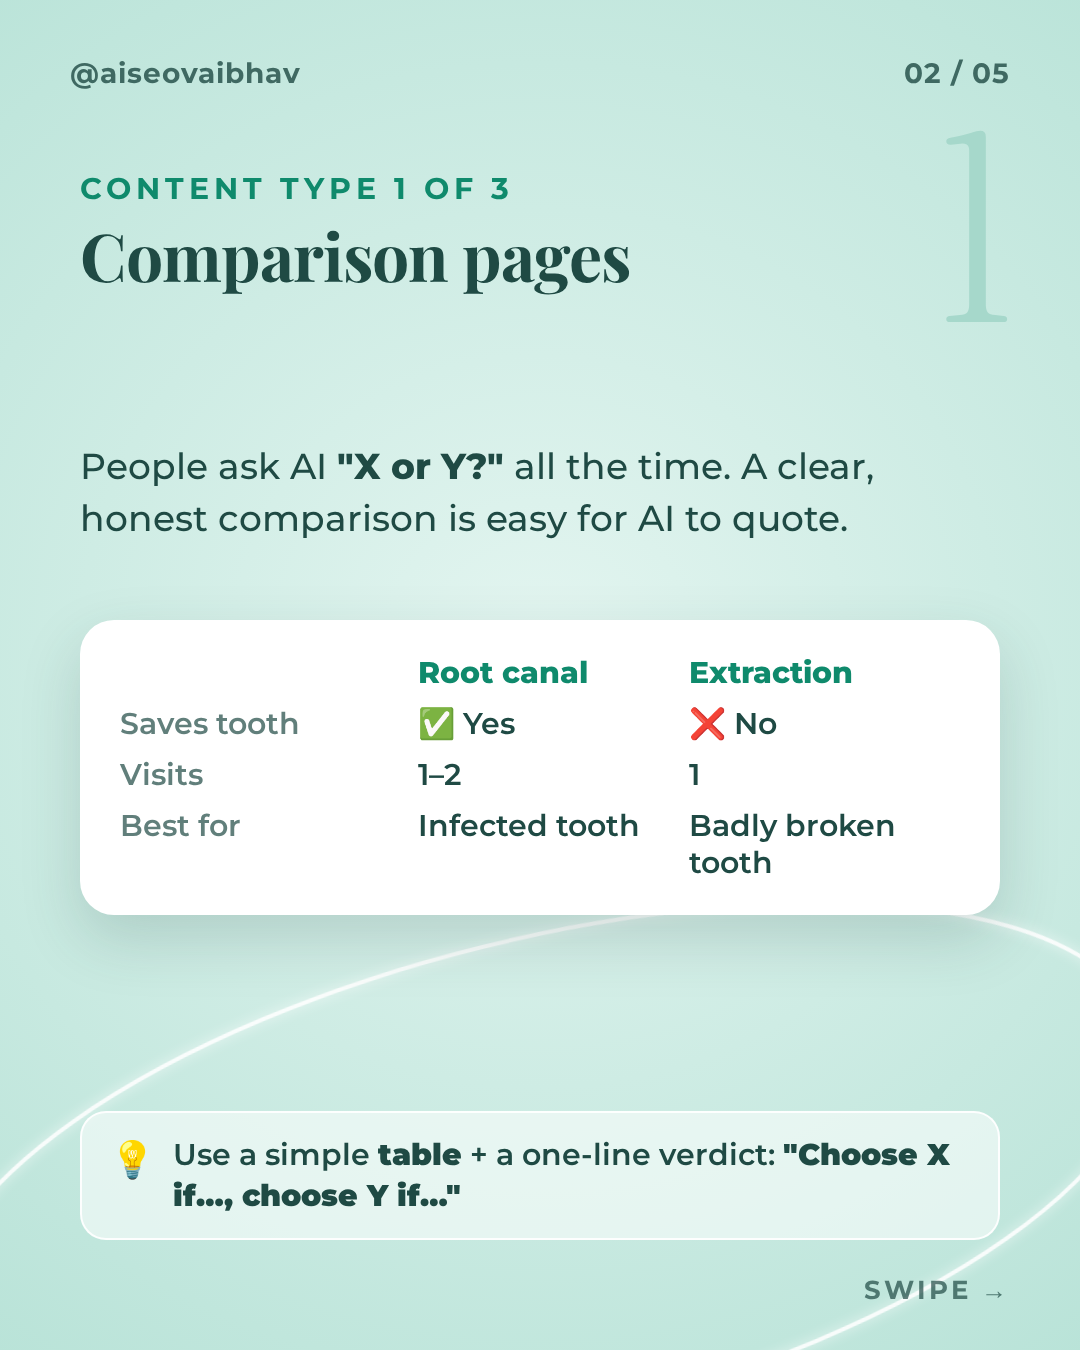 @aiseovaibhav
02 / 05
1
CONTENT TYPE 1 OF 3
Comparison pages
People ask AI "X or Y?" all the time. A clear,
honest comparison is easy for AI to quote.
Root canal Extraction
Saves tooth ✅ Yes ❌ No
Visits 1–2 1
Best for Infected tooth Badly broken
tooth
💡 Use a simple table + a one-line verdict: "Choose X
if..., choose Y if..."
SWIPE →